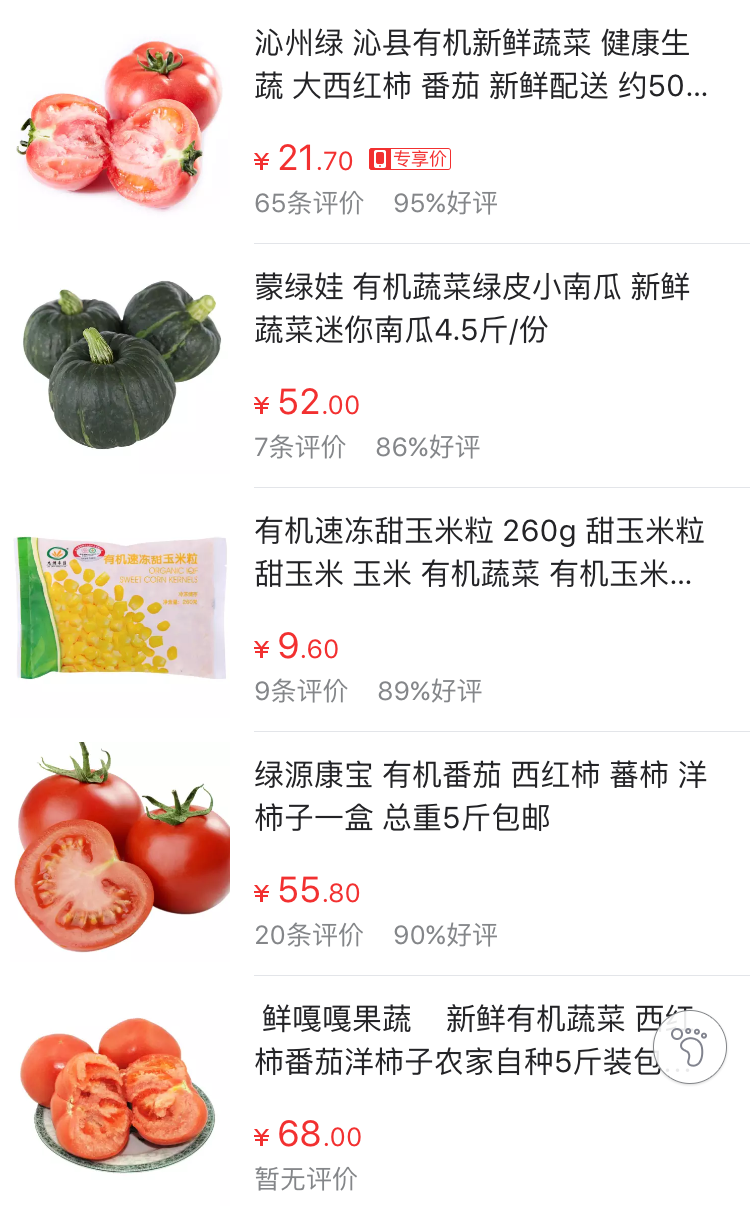 沁州绿 沁县有机新鲜蔬菜 健康生
蔬 大西红柿 番茄 新鲜配送 约50...
¥ 21.70 专享价
65条评价 95%好评
蒙绿娃 有机蔬菜绿皮小南瓜 新鲜
蔬菜迷你南瓜4.5斤/份
¥ 52.00
7条评价 86%好评
有机速冻甜玉米粒
ORGANIC IQF
SWEET CORN KERNELS
有机速冻甜玉米粒 260g 甜玉米粒
甜玉米 玉米 有机蔬菜 有机玉米...
¥ 9.60
9条评价 89%好评
绿源康宝 有机番茄 西红柿 蕃柿 洋
柿子一盒 总重5斤包邮
¥ 55.80
20条评价 90%好评
鲜嘎嘎果蔬 新鲜有机蔬菜 西红
柿番茄洋柿子农家自种5斤装包...
¥ 68.00
暂无评价